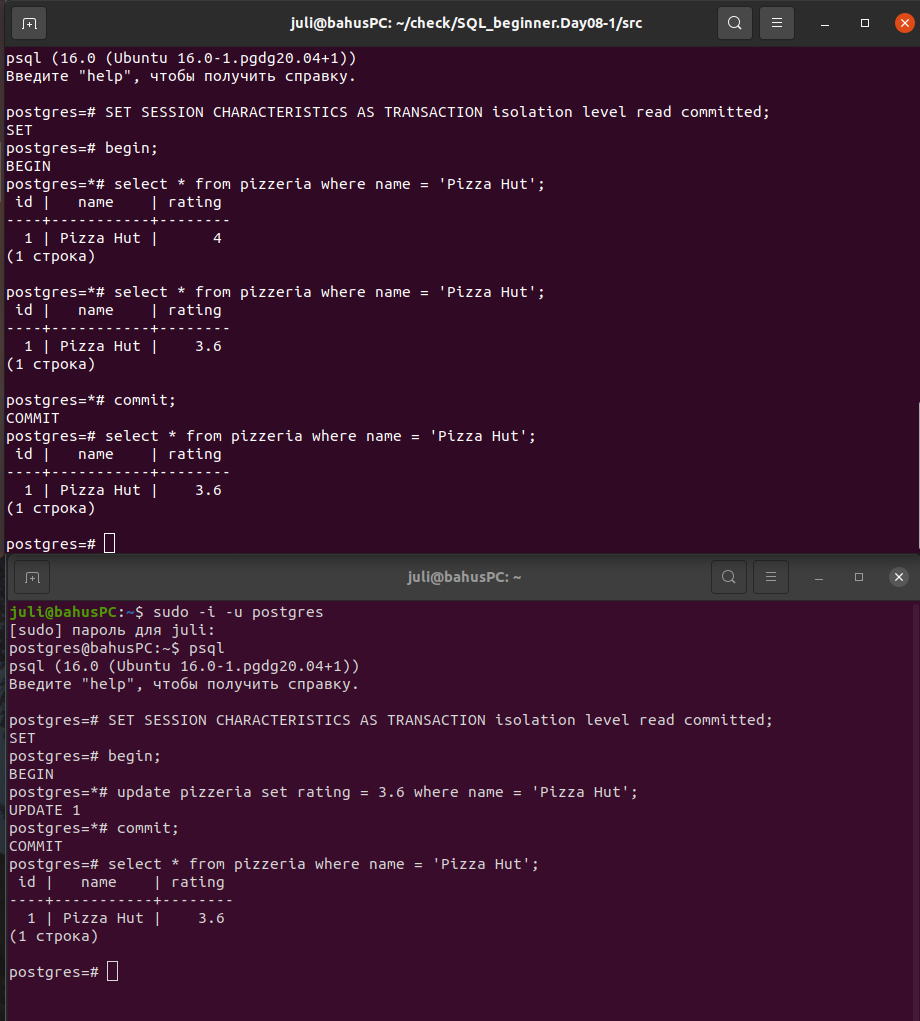 juli@bahusPC: ~/check/SQL_beginner.Day08-1/src
psql (16.0 (Ubuntu 16.0-1.pgdg20.04+1))
Введите "help", чтобы получить справку.
postgres=# SET SESSION CHARACTERISTICS AS TRANSACTION isolation level read committed;
SET
postgres=# begin;
BEGIN
postgres=*# select * from pizzeria where name = 'Pizza Hut';
 id |   name    | rating
----+-----------+--------
  1 | Pizza Hut |      4
(1 строка)
postgres=*# select * from pizzeria where name = 'Pizza Hut';
 id |   name    | rating
----+-----------+--------
  1 | Pizza Hut |    3.6
(1 строка)
postgres=*# commit;
COMMIT
postgres=# select * from pizzeria where name = 'Pizza Hut';
 id |   name    | rating
----+-----------+--------
  1 | Pizza Hut |    3.6
(1 строка)
postgres=#
juli@bahusPC: ~
juli@bahusPC:~$ sudo -i -u postgres
[sudo] пароль для juli:
postgres@bahusPC:~$ psql
psql (16.0 (Ubuntu 16.0-1.pgdg20.04+1))
Введите "help", чтобы получить справку.
postgres=# SET SESSION CHARACTERISTICS AS TRANSACTION isolation level read committed;
SET
postgres=# begin;
BEGIN
postgres=*# update pizzeria set rating = 3.6 where name = 'Pizza Hut';
UPDATE 1
postgres=*# commit;
COMMIT
postgres=# select * from pizzeria where name = 'Pizza Hut';
 id |   name    | rating
----+-----------+--------
  1 | Pizza Hut |    3.6
(1 строка)
postgres=#